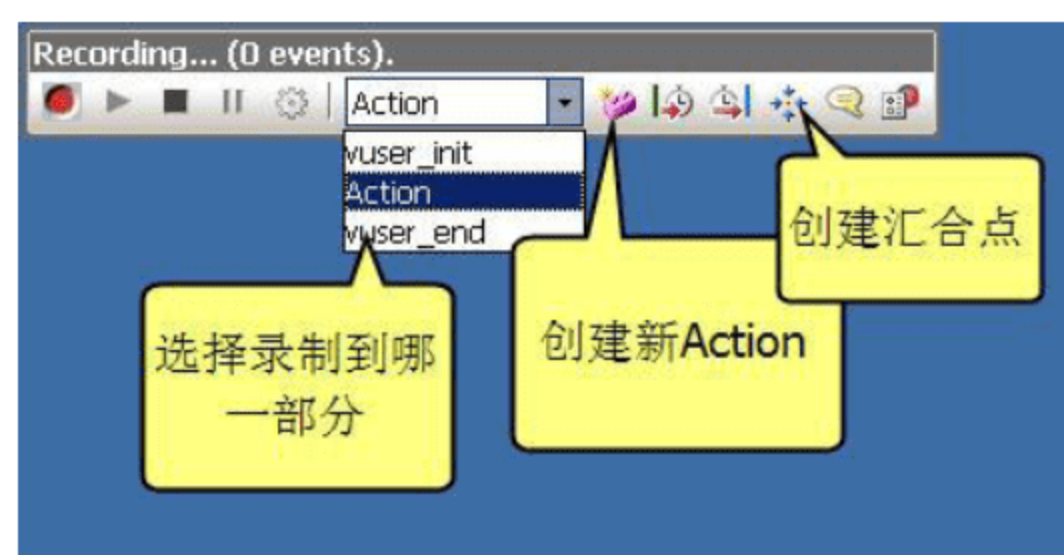 Recording... (0 events).
Action
vuser_init
Action
vuser_end
创建汇合点
创建新Action
选择录制到哪
一部分